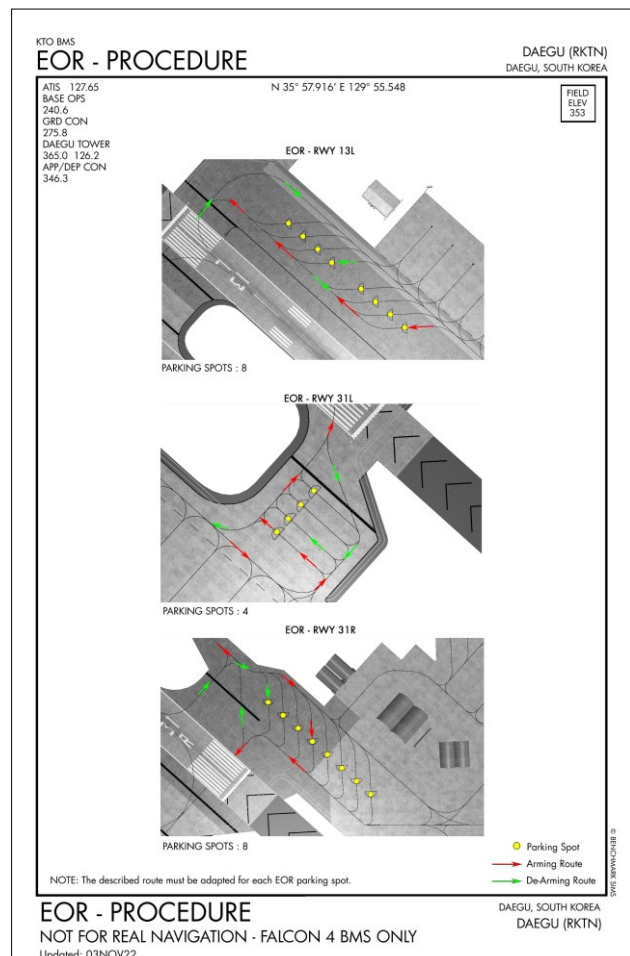 KTO BMS
EOR - PROCEDURE
DAEGU (RKTN)
DAEGU, SOUTH KOREA
ATIS 127.65
BASE OPS
240.6
GRD CON
275.8
DAEGU TOWER
365.0 126.2
APP/DEP CON
346.3
N 35° 57.916' E 129° 55.548
FIELD
ELEV
353
EOR - RWY 13L
PARKING SPOTS : 8
EOR - RWY 31L
PARKING SPOTS : 4
EOR - RWY 31R
PARKING SPOTS : 8
Parking Spot
Arming Route
De-Arming Route
NOTE: The described route must be adapted for each EOR parking spot.
© BENCHMARK SIMS
EOR - PROCEDURE
NOT FOR REAL NAVIGATION - FALCON 4 BMS ONLY
Updated: 03NOV22
DAEGU, SOUTH KOREA
DAEGU (RKTN)